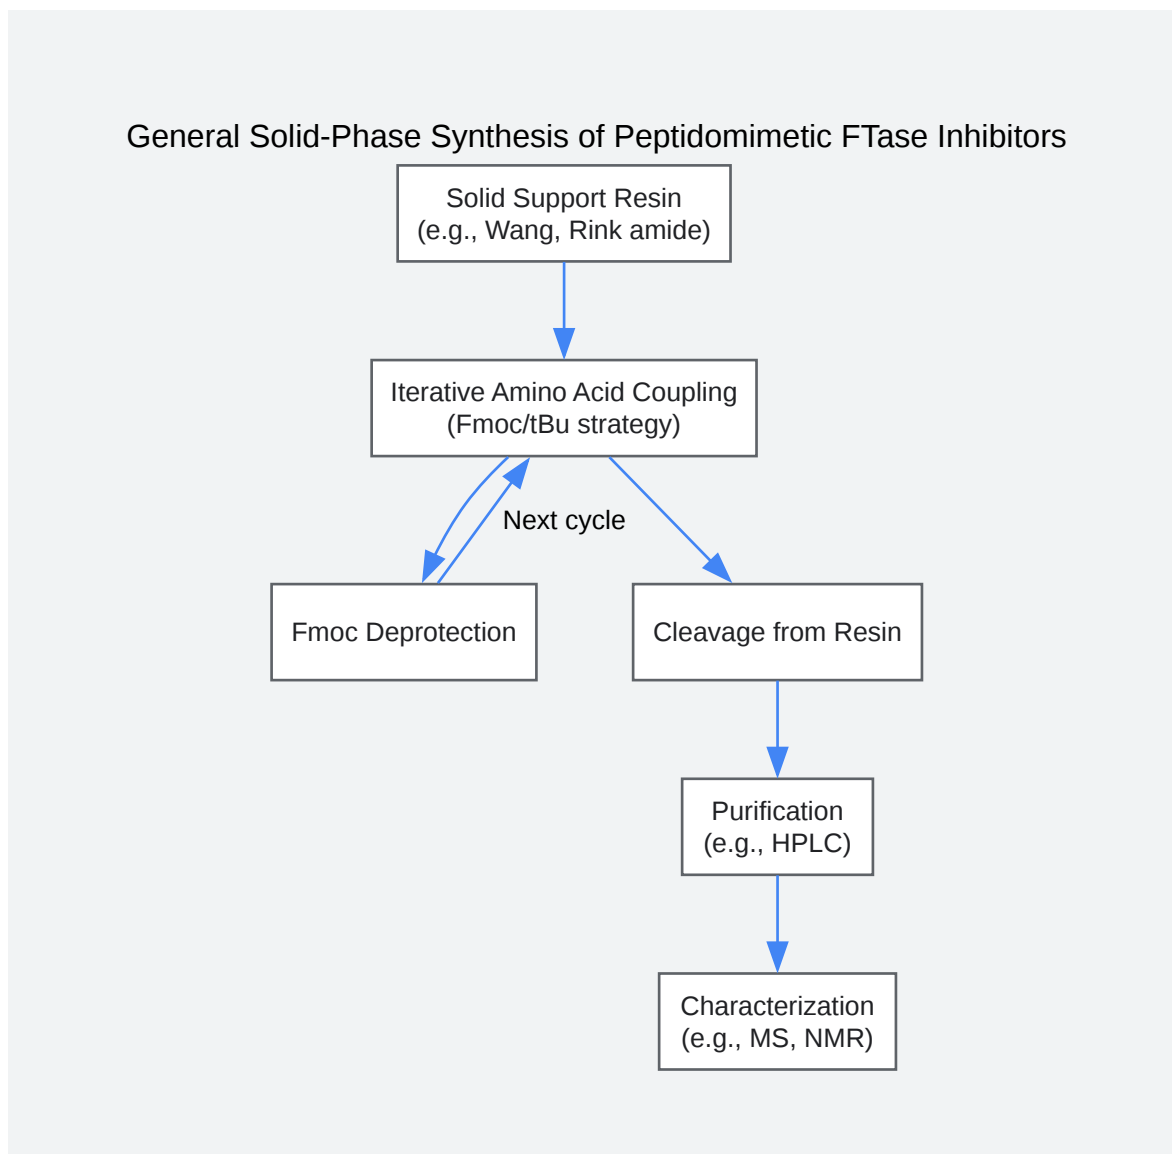 General Solid-Phase Synthesis of Peptidomimetic FTase Inhibitors
Solid Support Resin
(e.g., Wang, Rink amide)
Iterative Amino Acid Coupling
(Fmoc/tBu strategy)
Next cycle
Fmoc Deprotection
Cleavage from Resin
Purification
(e.g., HPLC)
Characterization
(e.g., MS, NMR)